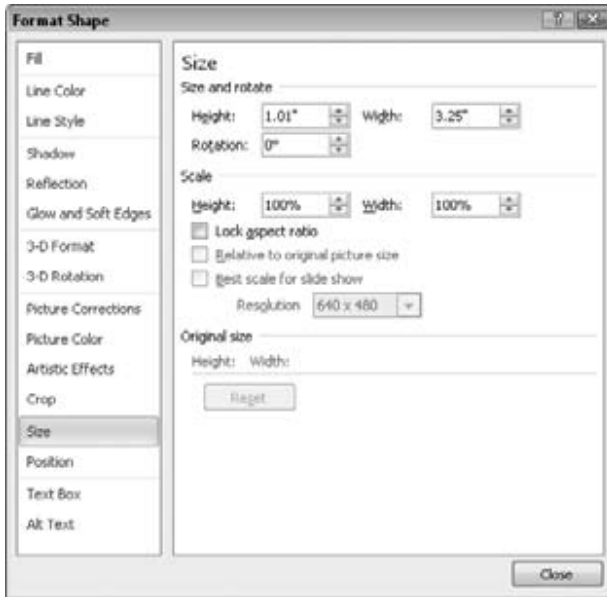 Format Shape
Fill
Line Color
Line Style
Shadow
Reflection
Glow and Soft Edges
3-D Format
3-D Rotation
Picture Corrections
Picture Color
Artistic Effects
Crop
Size
Position
Text Box
Alt Text
Size
Size and rotate
Height: 1.01" Width: 3.25"
Rotation: 0°
Scale
Height: 100% Width: 100%
Lock aspect ratio
Relative to original picture size
Best scale for slide show
Resolution 640 x 480
Original size
Height: Width:
Reset
Close